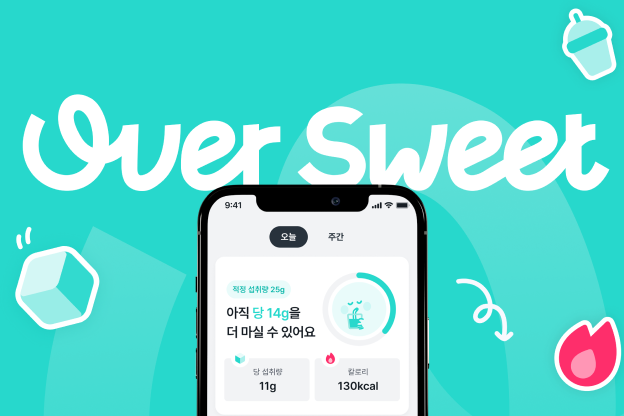 Over Sweet
9:41
오늘 주간
적정 섭취량 25g
아직 당 14g을
더 마실 수 있어요
당 섭취량 칼로리
11g 130kcal